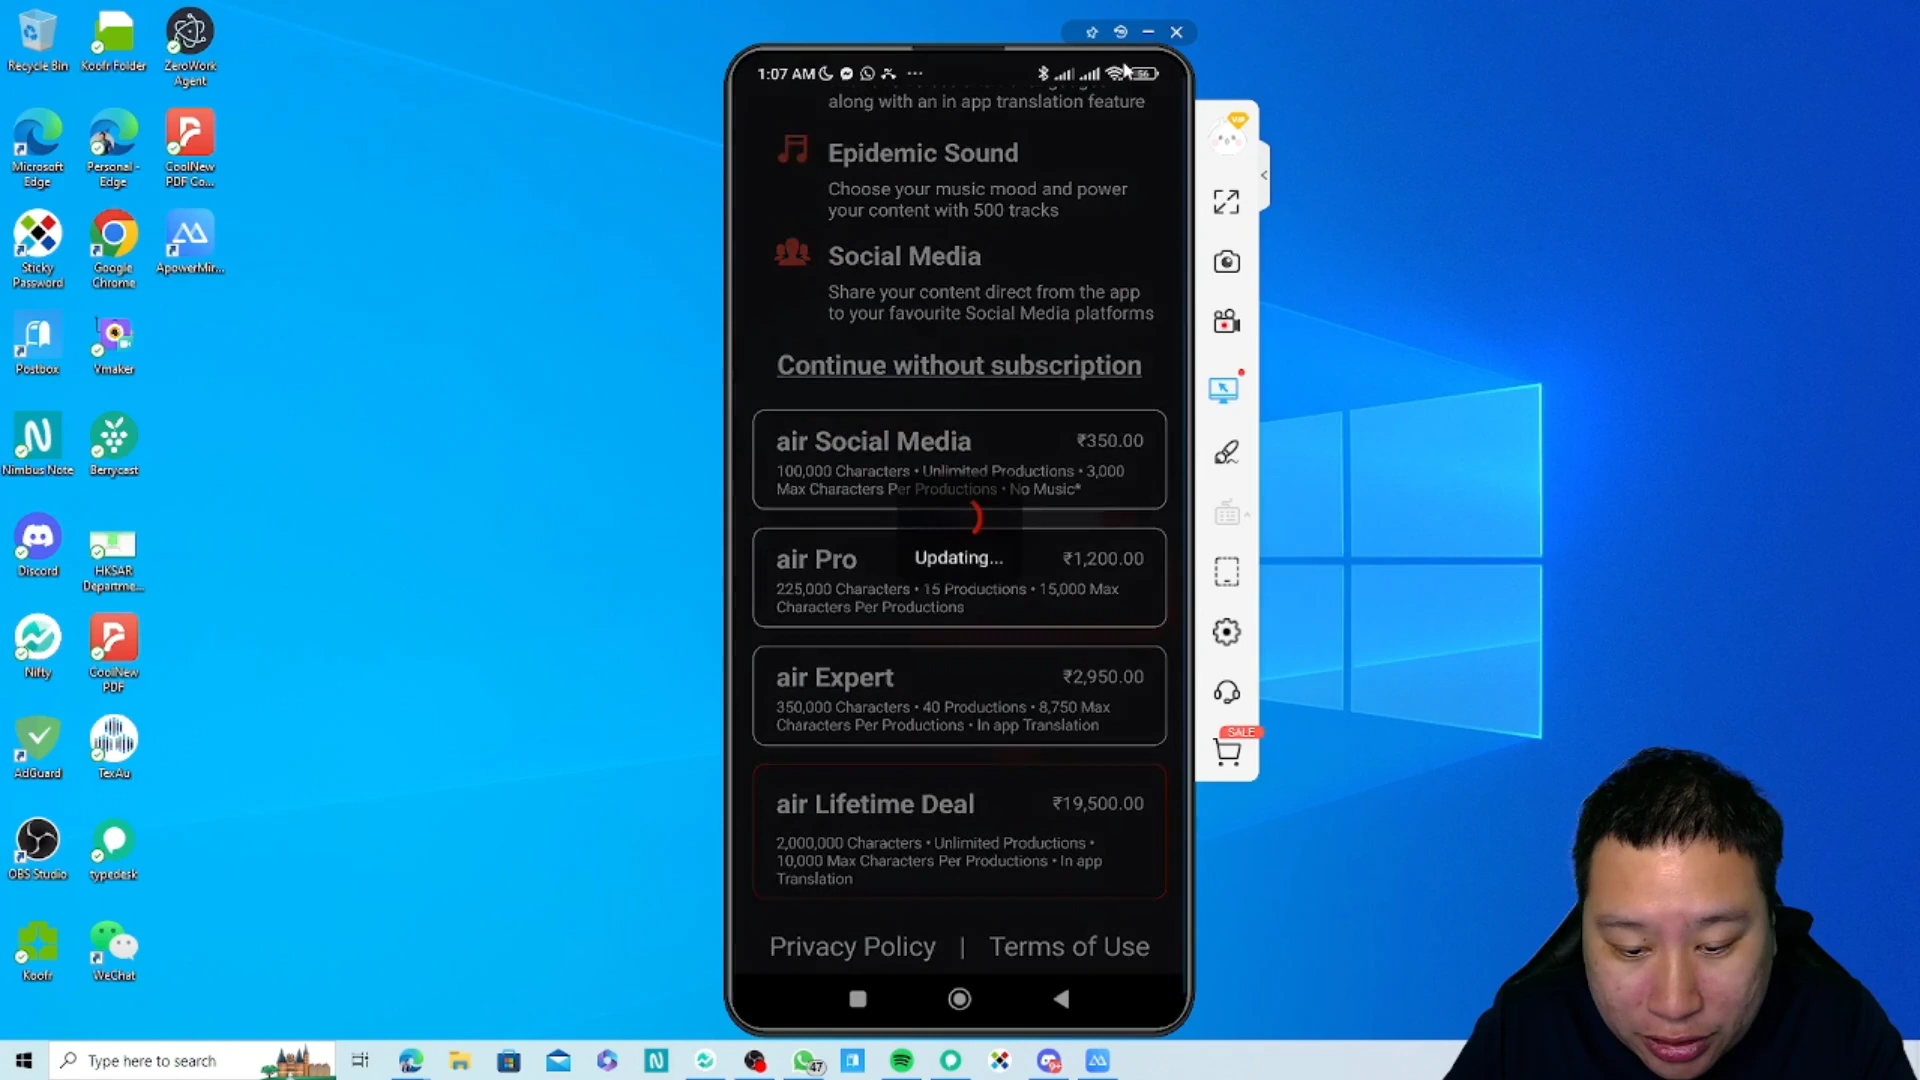 Recycle Bin
Koofr Folder
ZeroWork
Agent
Microsoft
Edge
Personal -
Edge
CoolNew
PDF Co...
Sticky
Password
Google
Chrome
ApowerMir...
Postbox
Vmaker
Nimbus Note
Berrycast
Discord
HKSAR
Departme...
Nifty
CoolNew
PDF
AdGuard
TexAu
OBS Studio
typedesk
Koofr
WeChat
1:07 AM
56
along with an in app translation feature
Epidemic Sound
Choose your music mood and power
your content with 500 tracks
Social Media
Share your content direct from the app
to your favourite Social Media platforms
Continue without subscription
air Social Media ₹350.00
100,000 Characters • Unlimited Productions • 3,000
Max Characters Per Productions • No Music*
air Pro ₹1,200.00
Updating...
225,000 Characters • 15 Productions • 15,000 Max
Characters Per Productions
air Expert ₹2,950.00
350,000 Characters • 40 Productions • 8,750 Max
Characters Per Productions • In app Translation
air Lifetime Deal ₹19,500.00
2,000,000 Characters • Unlimited Productions •
10,000 Max Characters Per Productions • In app
Translation
Privacy Policy | Terms of Use
VIP
SALE
Type here to search
47
9+